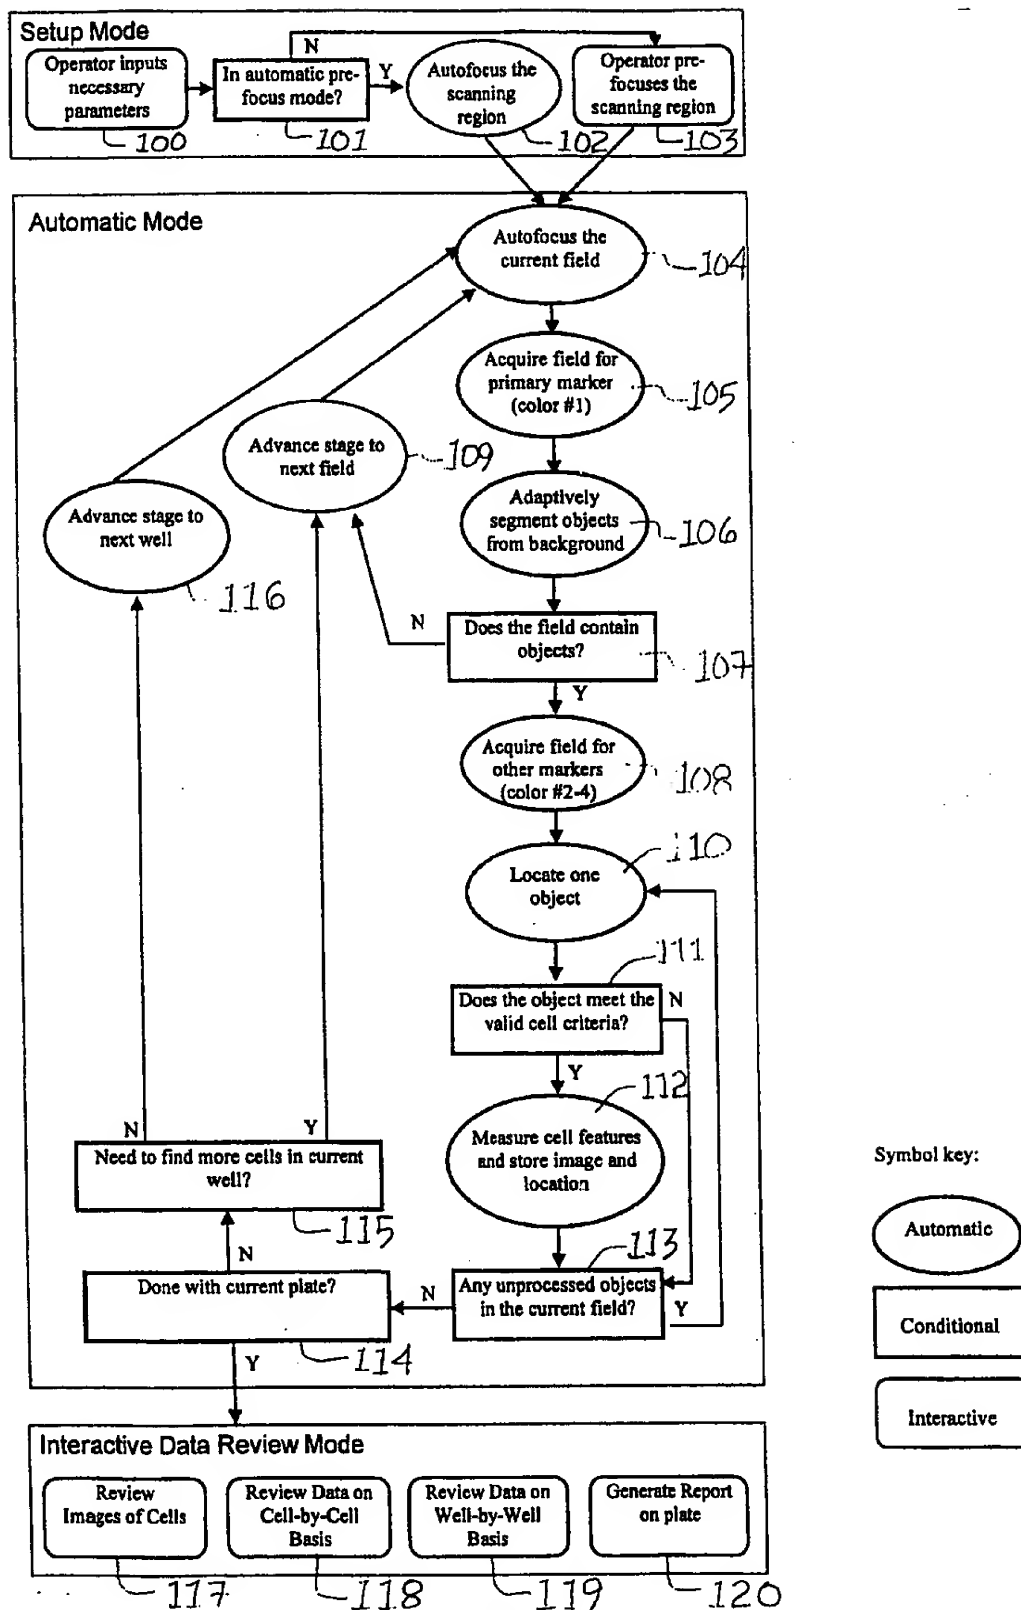 Setup Mode
N
Operator inputs
necessary
parameters
100
In automatic pre-
focus mode?
101
Y
Autofocus the
scanning
region
102
Operator pre-
focuses the
scanning region
103
Automatic Mode
Autofocus the
current field
104
Acquire field for
primary marker
(color #1)
105
Advance stage to
next field
109
Adaptively
segment objects
from background
106
Advance stage to
next well
116
N
Does the field contain
objects?
107
Y
Acquire field for
other markers
(color #2-4)
108
Locate one
object
110
111
Does the object meet the
valid cell criteria?
N
Y
112
Measure cell features
and store image and
location
N
Y
Need to find more cells in current
well?
115
N
113
Any unprocessed objects
in the current field?
N
Y
Done with current plate?
114
Y
Symbol key:
Automatic
Conditional
Interactive
Interactive Data Review Mode
Review
Images of Cells
117
Review Data on
Cell-by-Cell
Basis
118
Review Data on
Well-by-Well
Basis
119
Generate Report
on plate
120